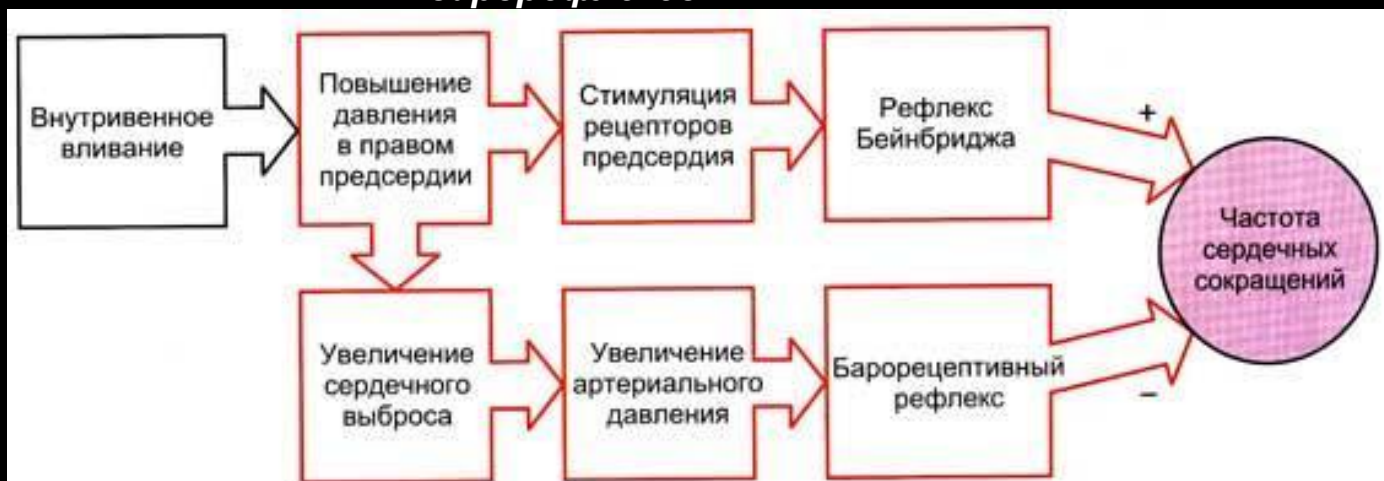 Внутривенное
вливание
Повышение
давления
в правом
предсердии
Стимуляция
рецепторов
предсердия
Рефлекс
Бейнбриджа
+
Частота
сердечных
сокращений
Увеличение
сердечного
выброса
Увеличение
артериального
давления
Барорецептивный
рефлекс
−